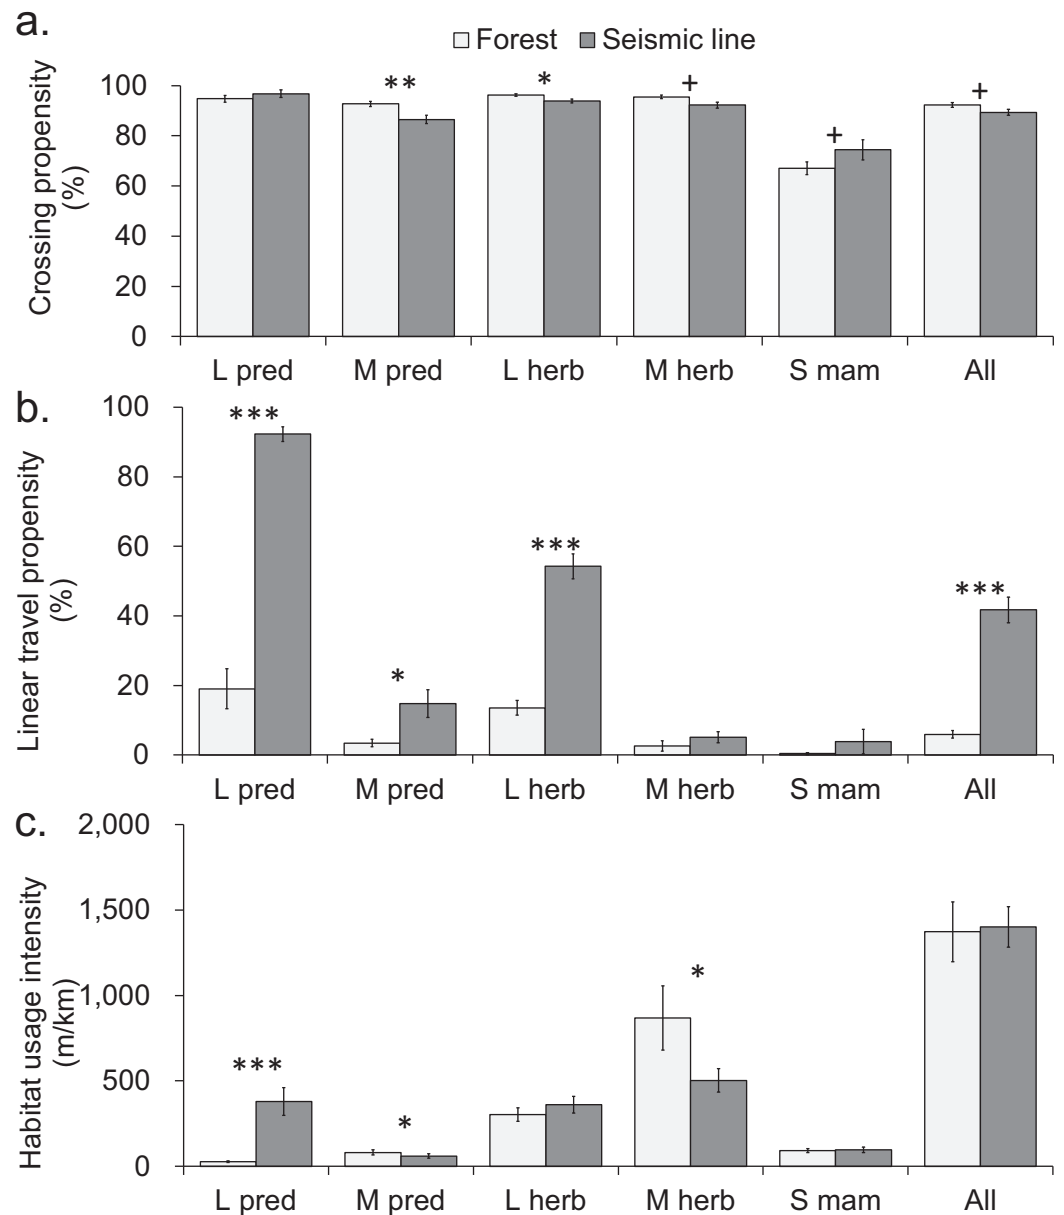 a.
Forest Seismic line
Crossing propensity
(%)
100
80
60
40
20
0
** * + + +
L pred M pred L herb M herb S mam All
b.
Linear travel propensity
(%)
100
80
60
40
20
0
*** * *** ***
L pred M pred L herb M herb S mam All
c.
Habitat usage intensity
(m/km)
2,000
1,500
1,000
500
0
*** * *
L pred M pred L herb M herb S mam All